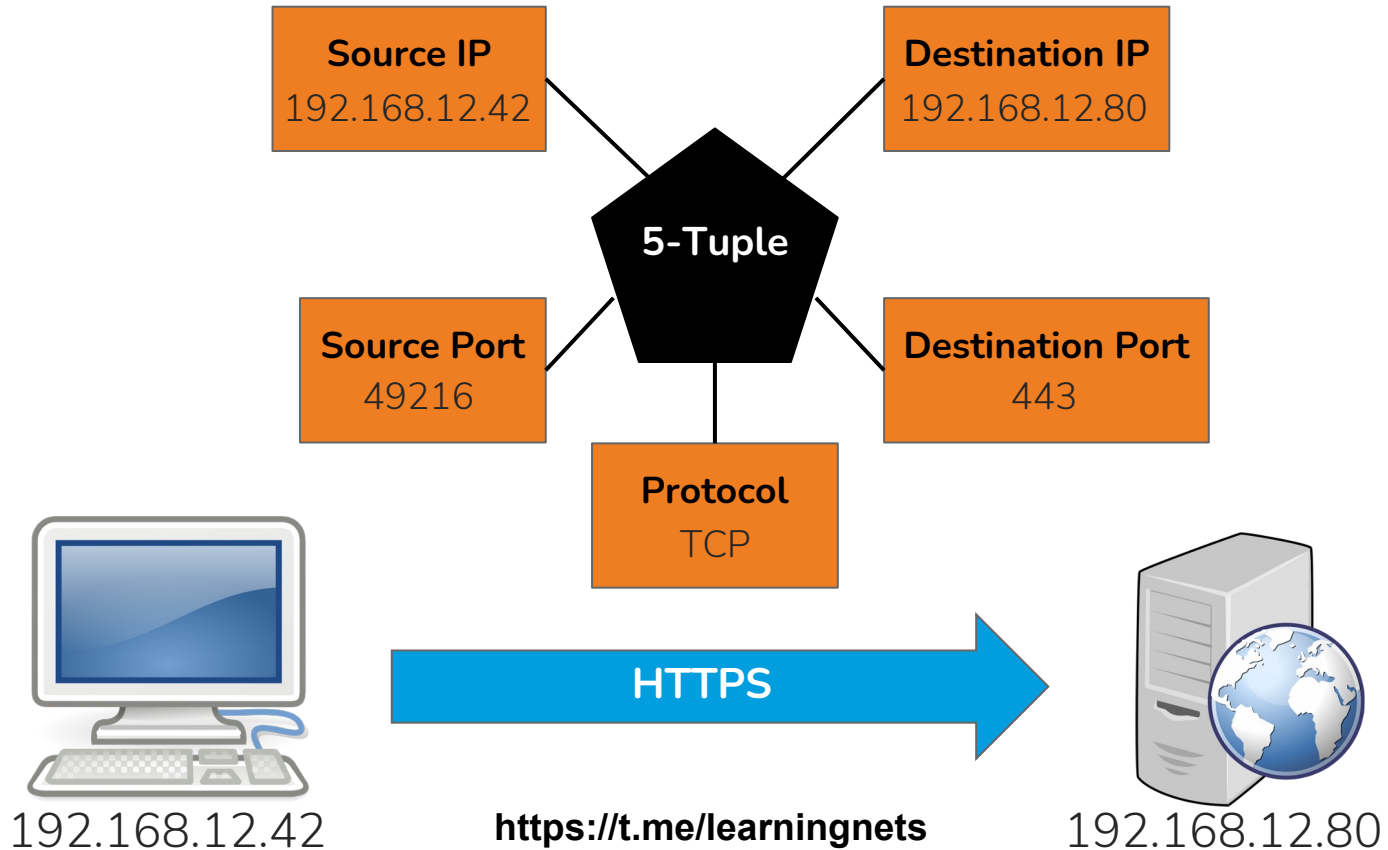 Source IP
192.168.12.42
Destination IP
192.168.12.80
5-Tuple
Source Port
49216
Destination Port
443
Protocol
TCP
HTTPS
192.168.12.42
https://t.me/learningnets
192.168.12.80